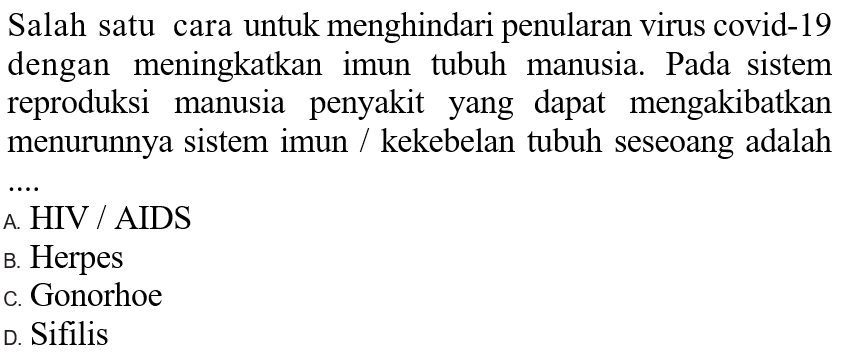 Salah satu cara untuk menghindari penularan virus covid-19
dengan meningkatkan imun tubuh manusia. Pada sistem
reproduksi manusia penyakit yang dapat mengakibatkan
menurunnya sistem imun / kekebelan tubuh seseoang adalah
....
A. HIV / AIDS
B. Herpes
C. Gonorhoe
D. Sifilis